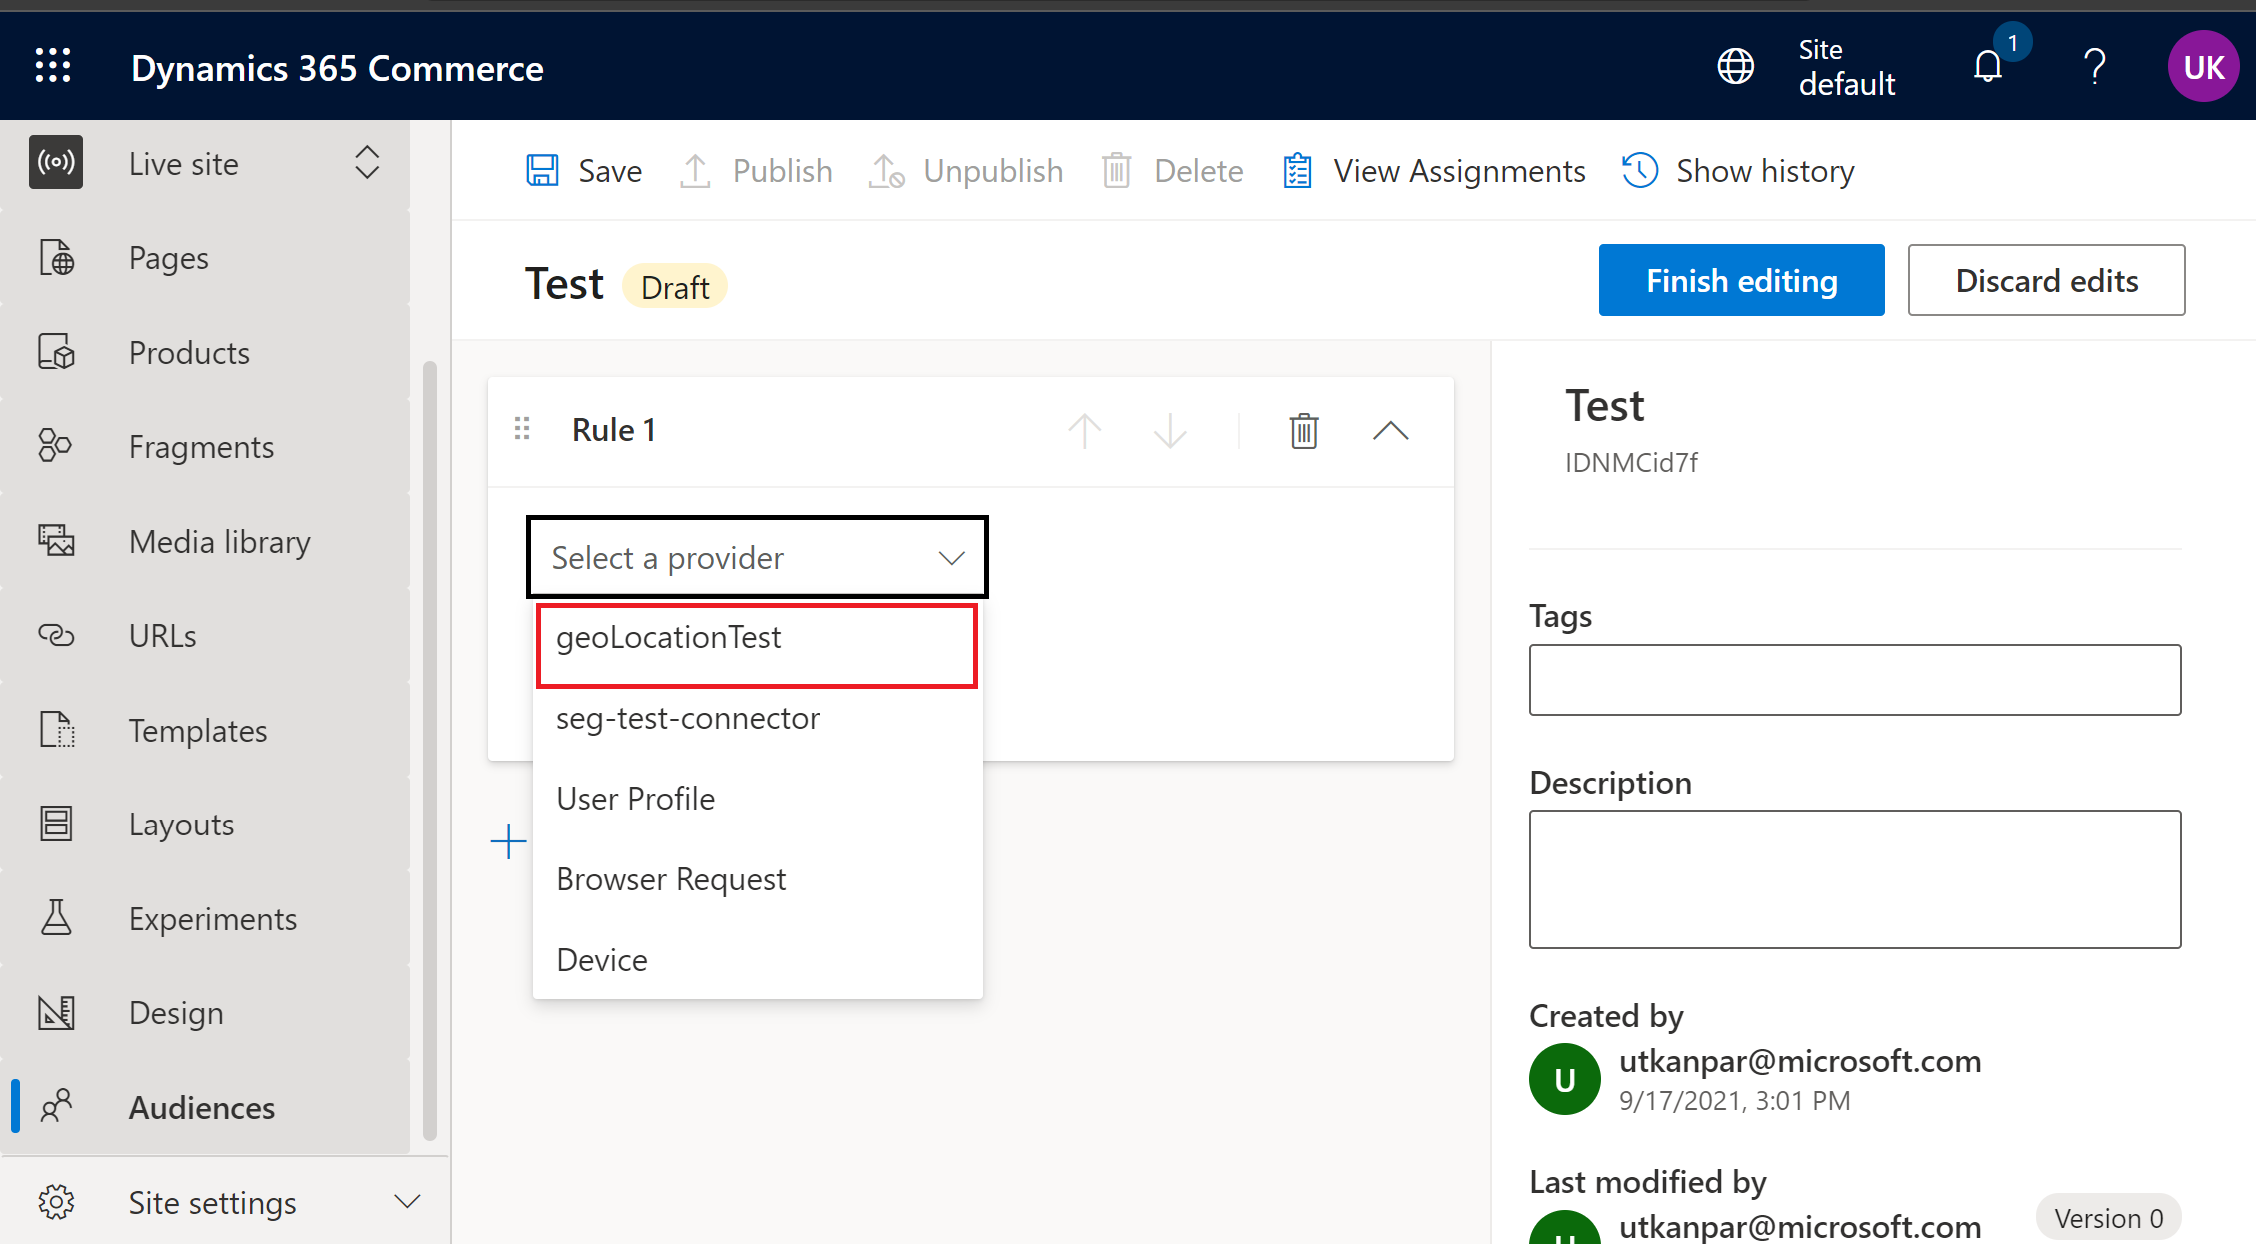 Dynamics 365 Commerce
Site
default
1
?
UK
Live site
Pages
Products
Fragments
Media library
URLs
Templates
Layouts
Experiments
Design
Audiences
Site settings
Save
Publish
Unpublish
Delete
View Assignments
Show history
Test
Draft
Finish editing
Discard edits
Rule 1
Select a provider
geoLocationTest
seg-test-connector
User Profile
Browser Request
Device
Test
IDNMCid7f
Tags
Description
Created by
U
utkanpar@microsoft.com
9/17/2021, 3:01 PM
Last modified by
U
utkanpar@microsoft.com
Version 0